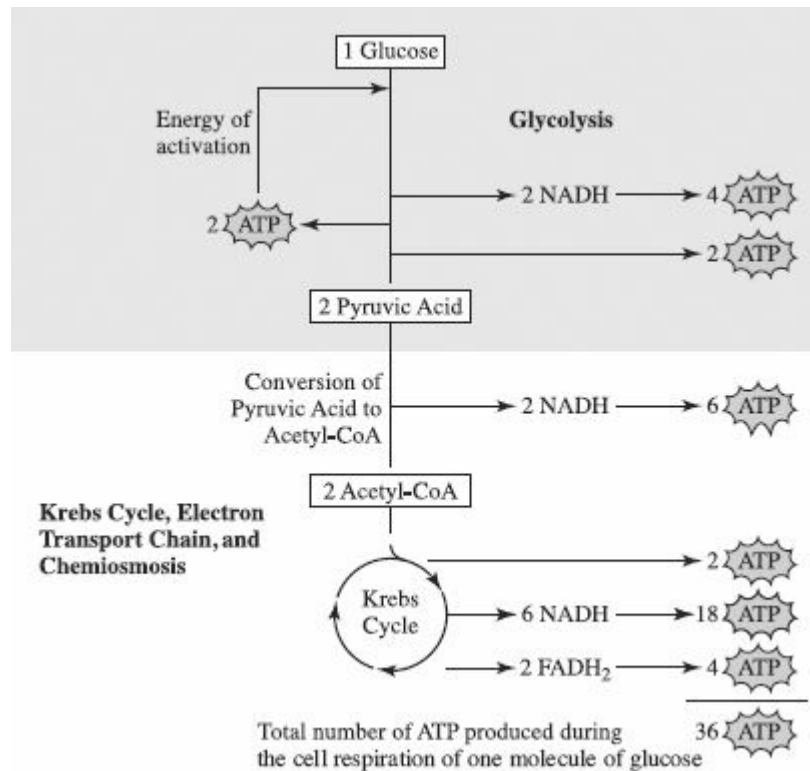 1 Glucose
Energy of
activation
Glycolysis
2 NADH
4 ATP
2 ATP
2 ATP
2 Pyruvic Acid
Conversion of
Pyruvic Acid to
Acetyl-CoA
2 NADH
6 ATP
2 Acetyl-CoA
Krebs Cycle, Electron
Transport Chain, and
Chemiosmosis
2 ATP
Krebs
Cycle
6 NADH
18 ATP
2 FADH₂
4 ATP
Total number of ATP produced during
the cell respiration of one molecule of glucose
36 ATP